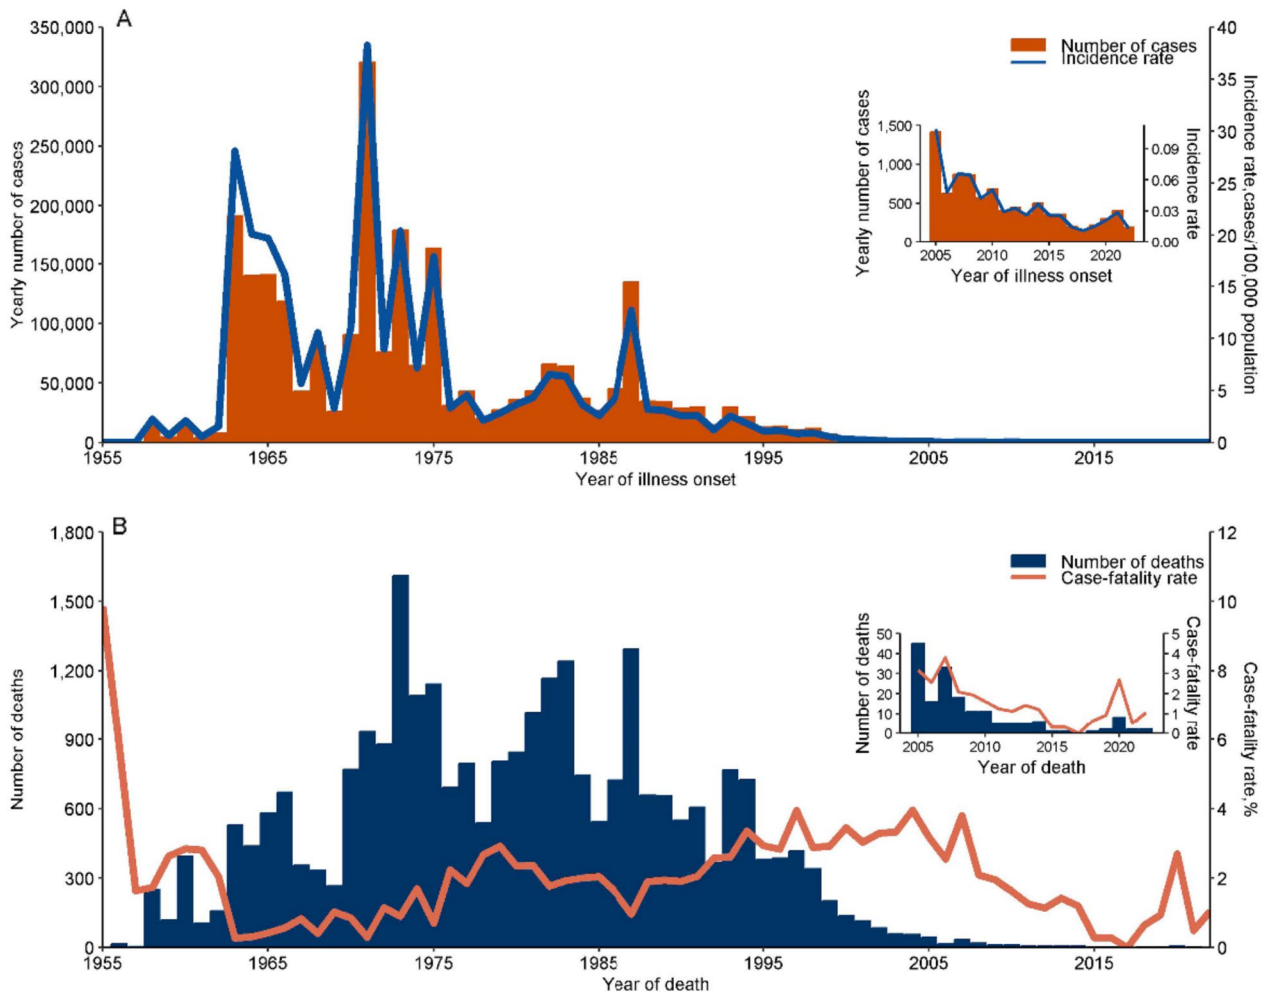 A
350,000
300,000
250,000
200,000
150,000
100,000
50,000
0
Yearly number of cases
40
35
30
25
20
15
10
5
0
Incidence rate,cases/100,000 population
Number of cases
Incidence rate
1,500
1,000
500
0
Yearly number of cases
0.09
0.06
0.03
0.00
Incidence rate
2005 2010 2015 2020
Year of illness onset
1955 1965 1975 1985 1995 2005 2015
Year of illness onset
B
1,800
1,500
1,200
900
600
300
0
Number of deaths
12
10
8
6
4
2
0
Case-fatality rate,%
Number of deaths
Case-fatality rate
50
40
30
20
10
0
Number of deaths
5
4
3
2
1
0
Case-fatality rate
2005 2010 2015 2020
Year of death
1955 1965 1975 1985 1995 2005 2015
Year of death